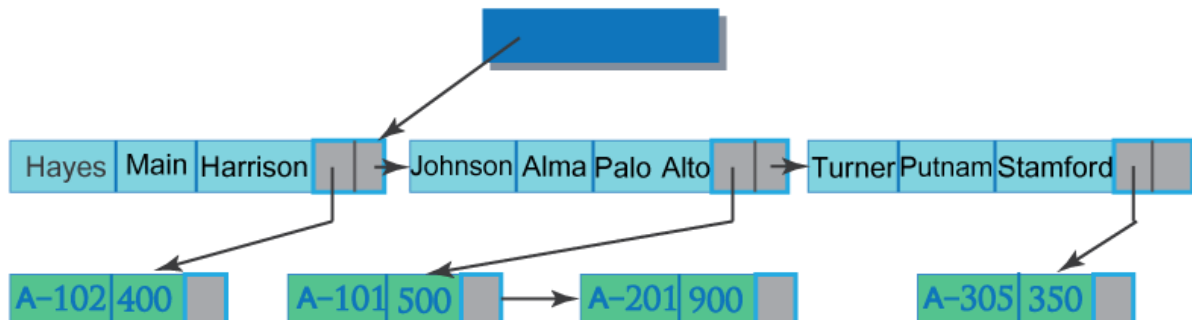 Hayes Main Harrison Johnson Alma Palo Alto Turner Putnam Stamford
A-102 400 A-101 500 A-201 900 A-305 350